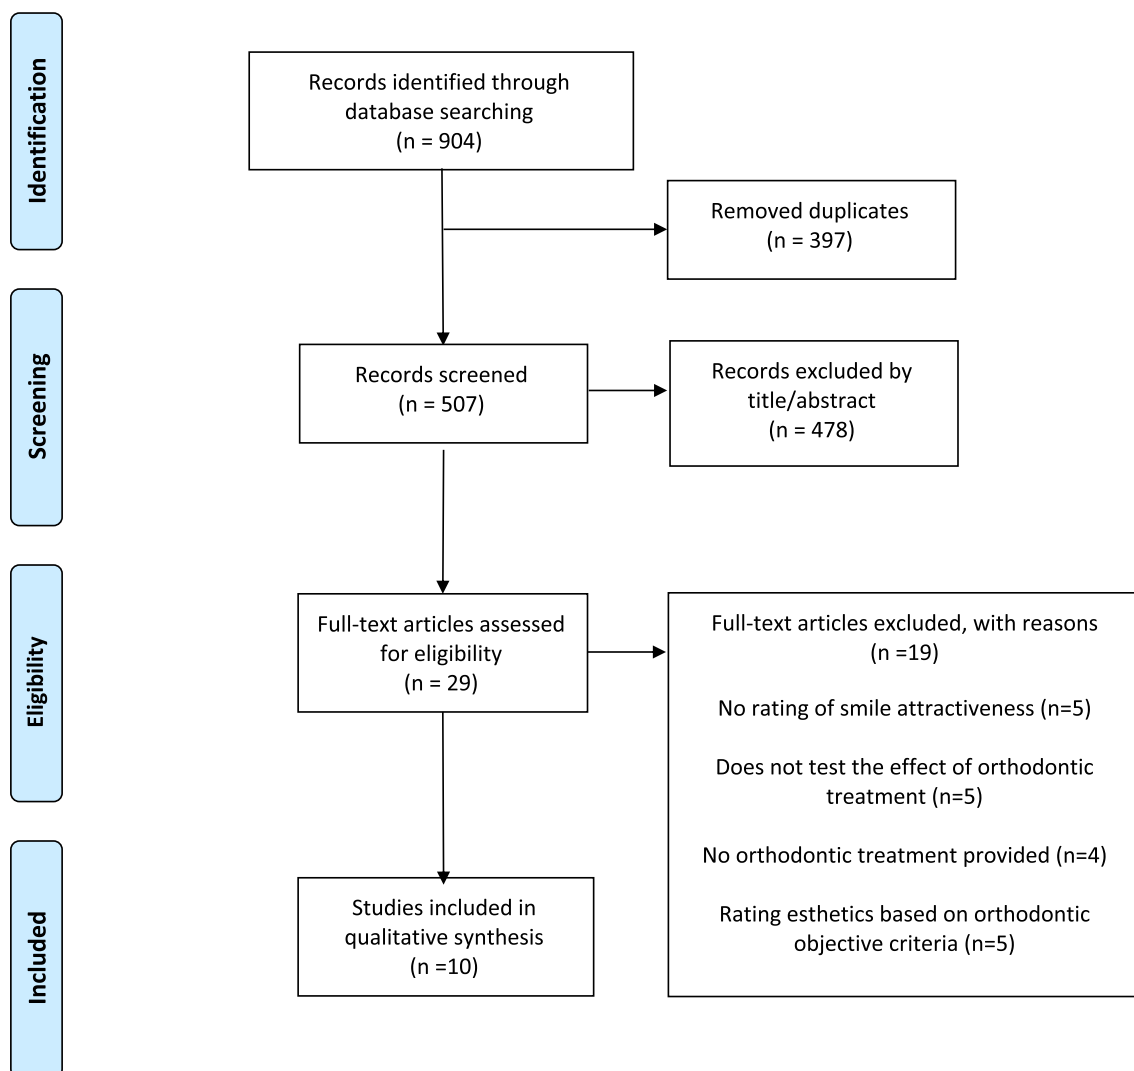 Identification
Records identified through
database searching
(n = 904)
Removed duplicates
(n = 397)
Screening
Records screened
(n = 507)
Records excluded by
title/abstract
(n = 478)
Eligibility
Full-text articles assessed
for eligibility
(n = 29)
Full-text articles excluded, with reasons
(n =19)
No rating of smile attractiveness (n=5)
Does not test the effect of orthodontic
treatment (n=5)
No orthodontic treatment provided (n=4)
Rating esthetics based on orthodontic
objective criteria (n=5)
Included
Studies included in
qualitative synthesis
(n =10)